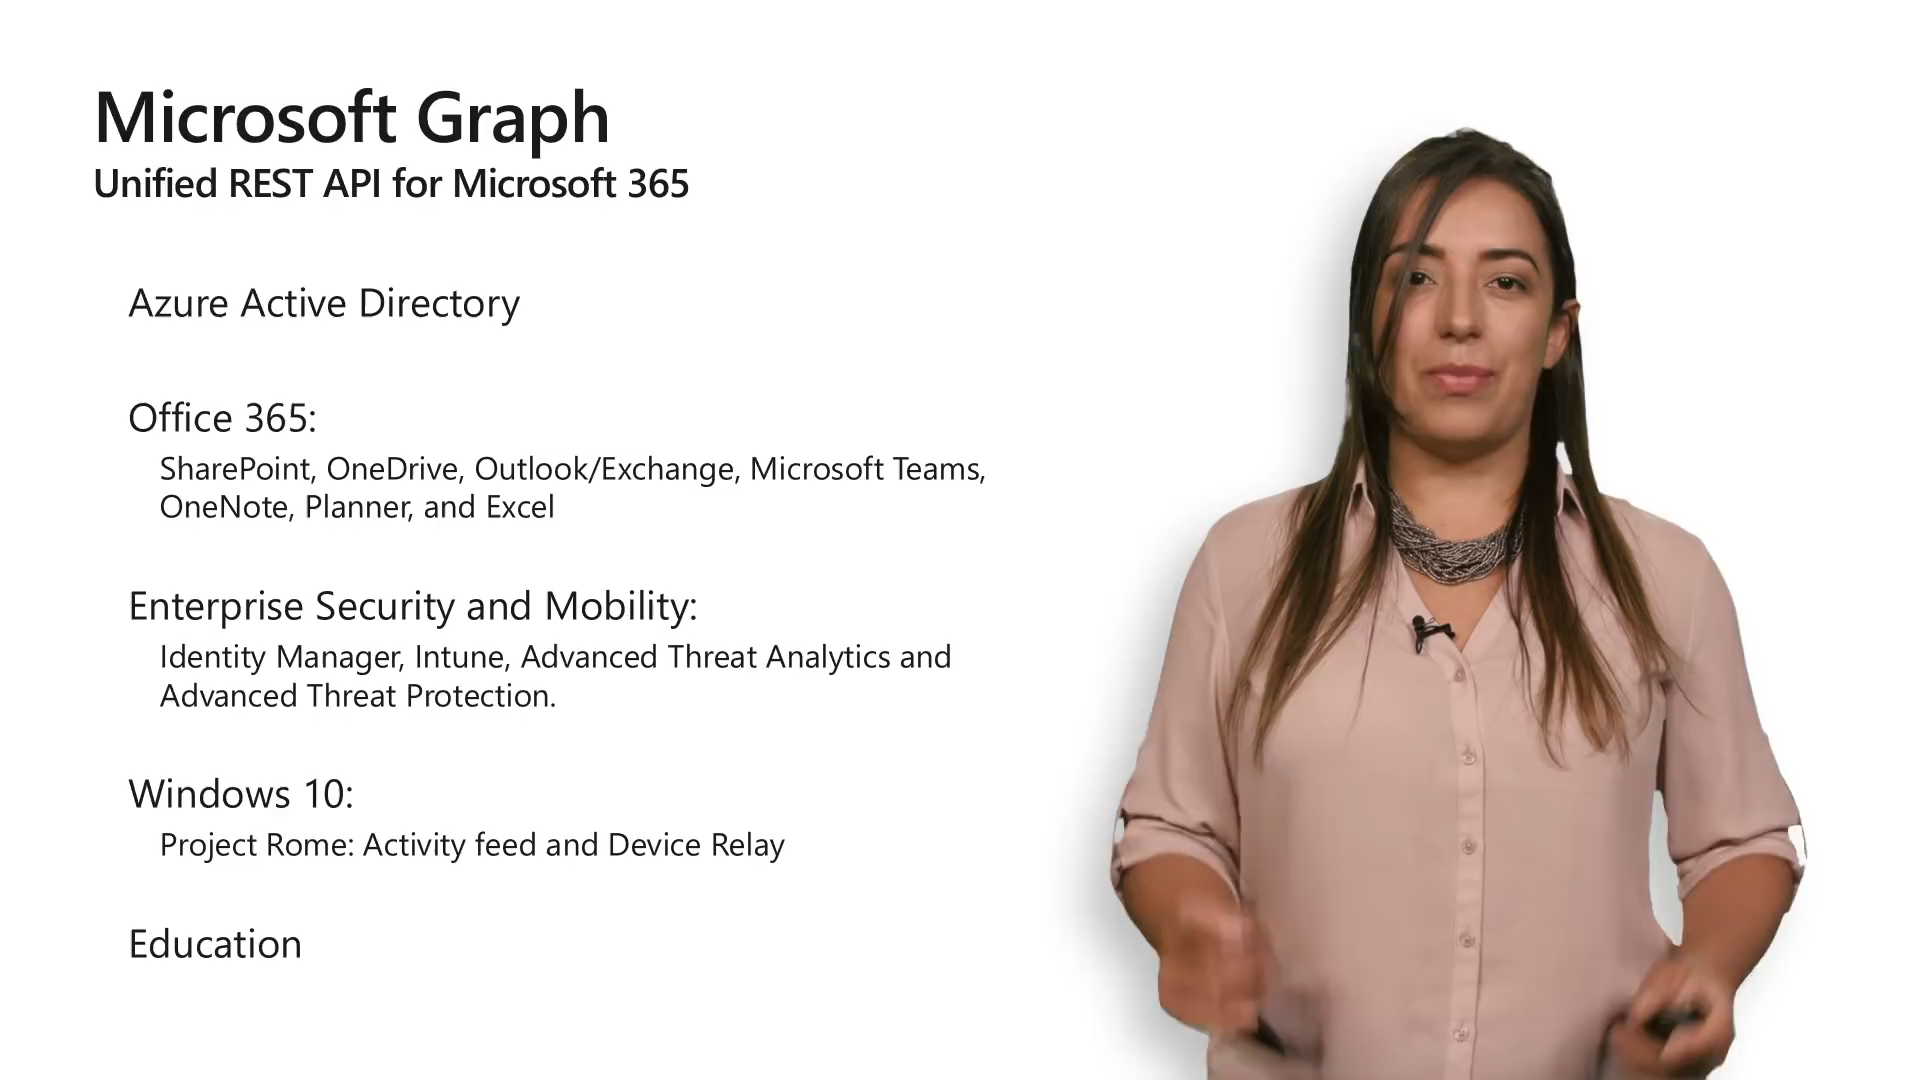 Microsoft Graph
Unified REST API for Microsoft 365
Azure Active Directory
Office 365:
SharePoint, OneDrive, Outlook/Exchange, Microsoft Teams,
OneNote, Planner, and Excel
Enterprise Security and Mobility:
Identity Manager, Intune, Advanced Threat Analytics and
Advanced Threat Protection.
Windows 10:
Project Rome: Activity feed and Device Relay
Education